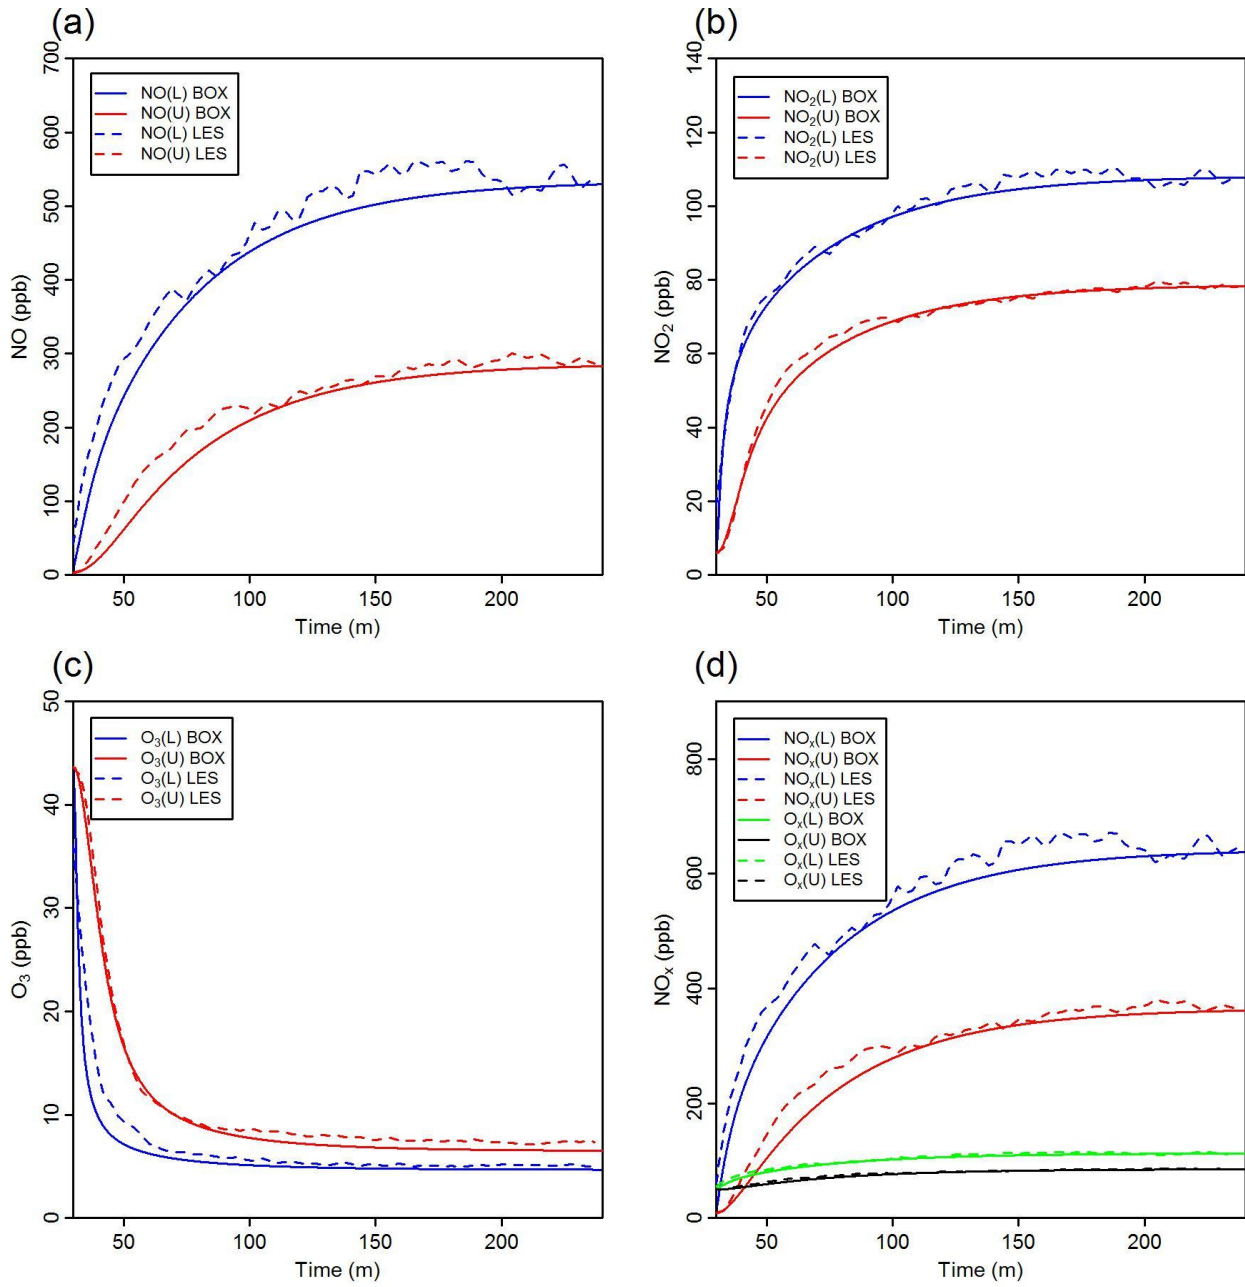 (a)
700
600
500
400
300
200
100
0
NO (ppb)
NO(L) BOX
NO(U) BOX
NO(L) LES
NO(U) LES
50 100 150 200
Time (m)
(b)
140
120
100
80
60
40
20
0
NO₂ (ppb)
NO₂(L) BOX
NO₂(U) BOX
NO₂(L) LES
NO₂(U) LES
50 100 150 200
Time (m)
(c)
50
40
30
20
10
0
O₃ (ppb)
O₃(L) BOX
O₃(U) BOX
O₃(L) LES
O₃(U) LES
50 100 150 200
Time (m)
(d)
800
600
400
200
0
NOₓ (ppb)
NOₓ(L) BOX
NOₓ(U) BOX
NOₓ(L) LES
NOₓ(U) LES
Oₓ(L) BOX
Oₓ(U) BOX
Oₓ(L) LES
Oₓ(U) LES
50 100 150 200
Time (m)